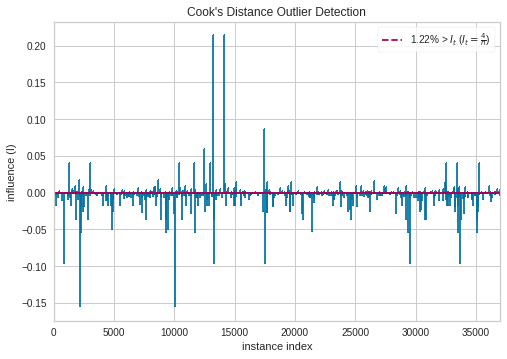 Cook's Distance Outlier Detection
1.22% > I_t (I_t = 4/n)
influence (I)
0.20
0.15
0.10
0.05
0.00
−0.05
−0.10
−0.15
0 5000 10000 15000 20000 25000 30000 35000
instance index